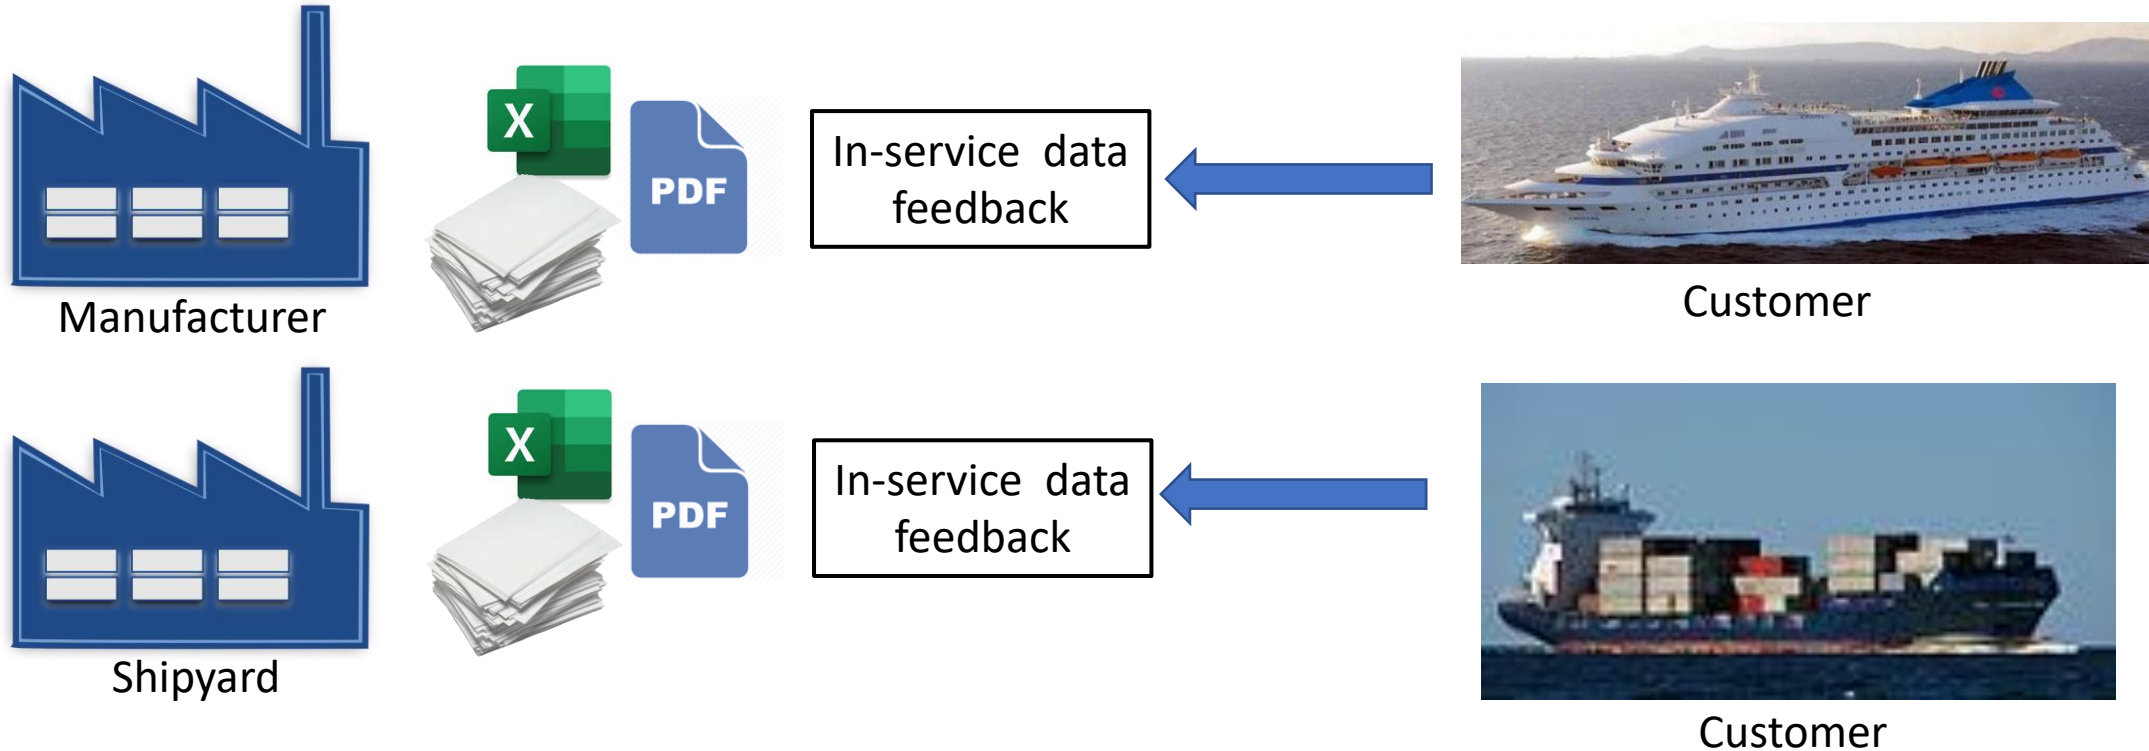 X
PDF
In-service data
feedback
Manufacturer
Customer
X
PDF
In-service data
feedback
Shipyard
Customer